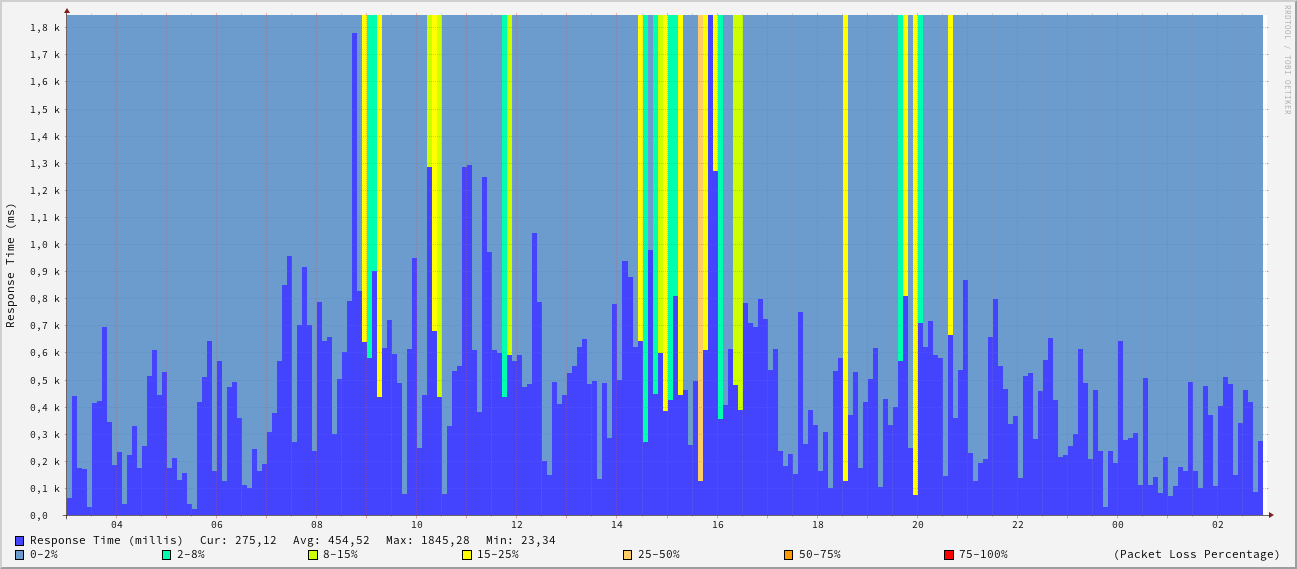 RRDTOOL / TOBI OETIKER
Response Time (ms)
1,8 k
1,7 k
1,6 k
1,5 k
1,4 k
1,3 k
1,2 k
1,1 k
1,0 k
0,9 k
0,8 k
0,7 k
0,6 k
0,5 k
0,4 k
0,3 k
0,2 k
0,1 k
0,0
04 06 08 10 12 14 16 18 20 22 00 02
Response Time (millis) Cur: 275,12 Avg: 454,52 Max: 1845,28 Min: 23,34
0-2% 2-8% 8-15% 15-25% 25-50% 50-75% 75-100% (Packet Loss Percentage)